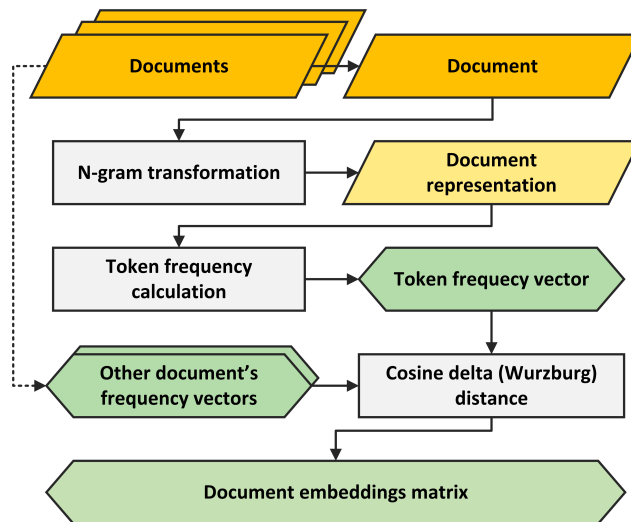 Documents
Document
N-gram transformation
Document
representation
Token frequency
calculation
Token frequecy vector
Other document’s
frequency vectors
Cosine delta (Wurzburg)
distance
Document embeddings matrix